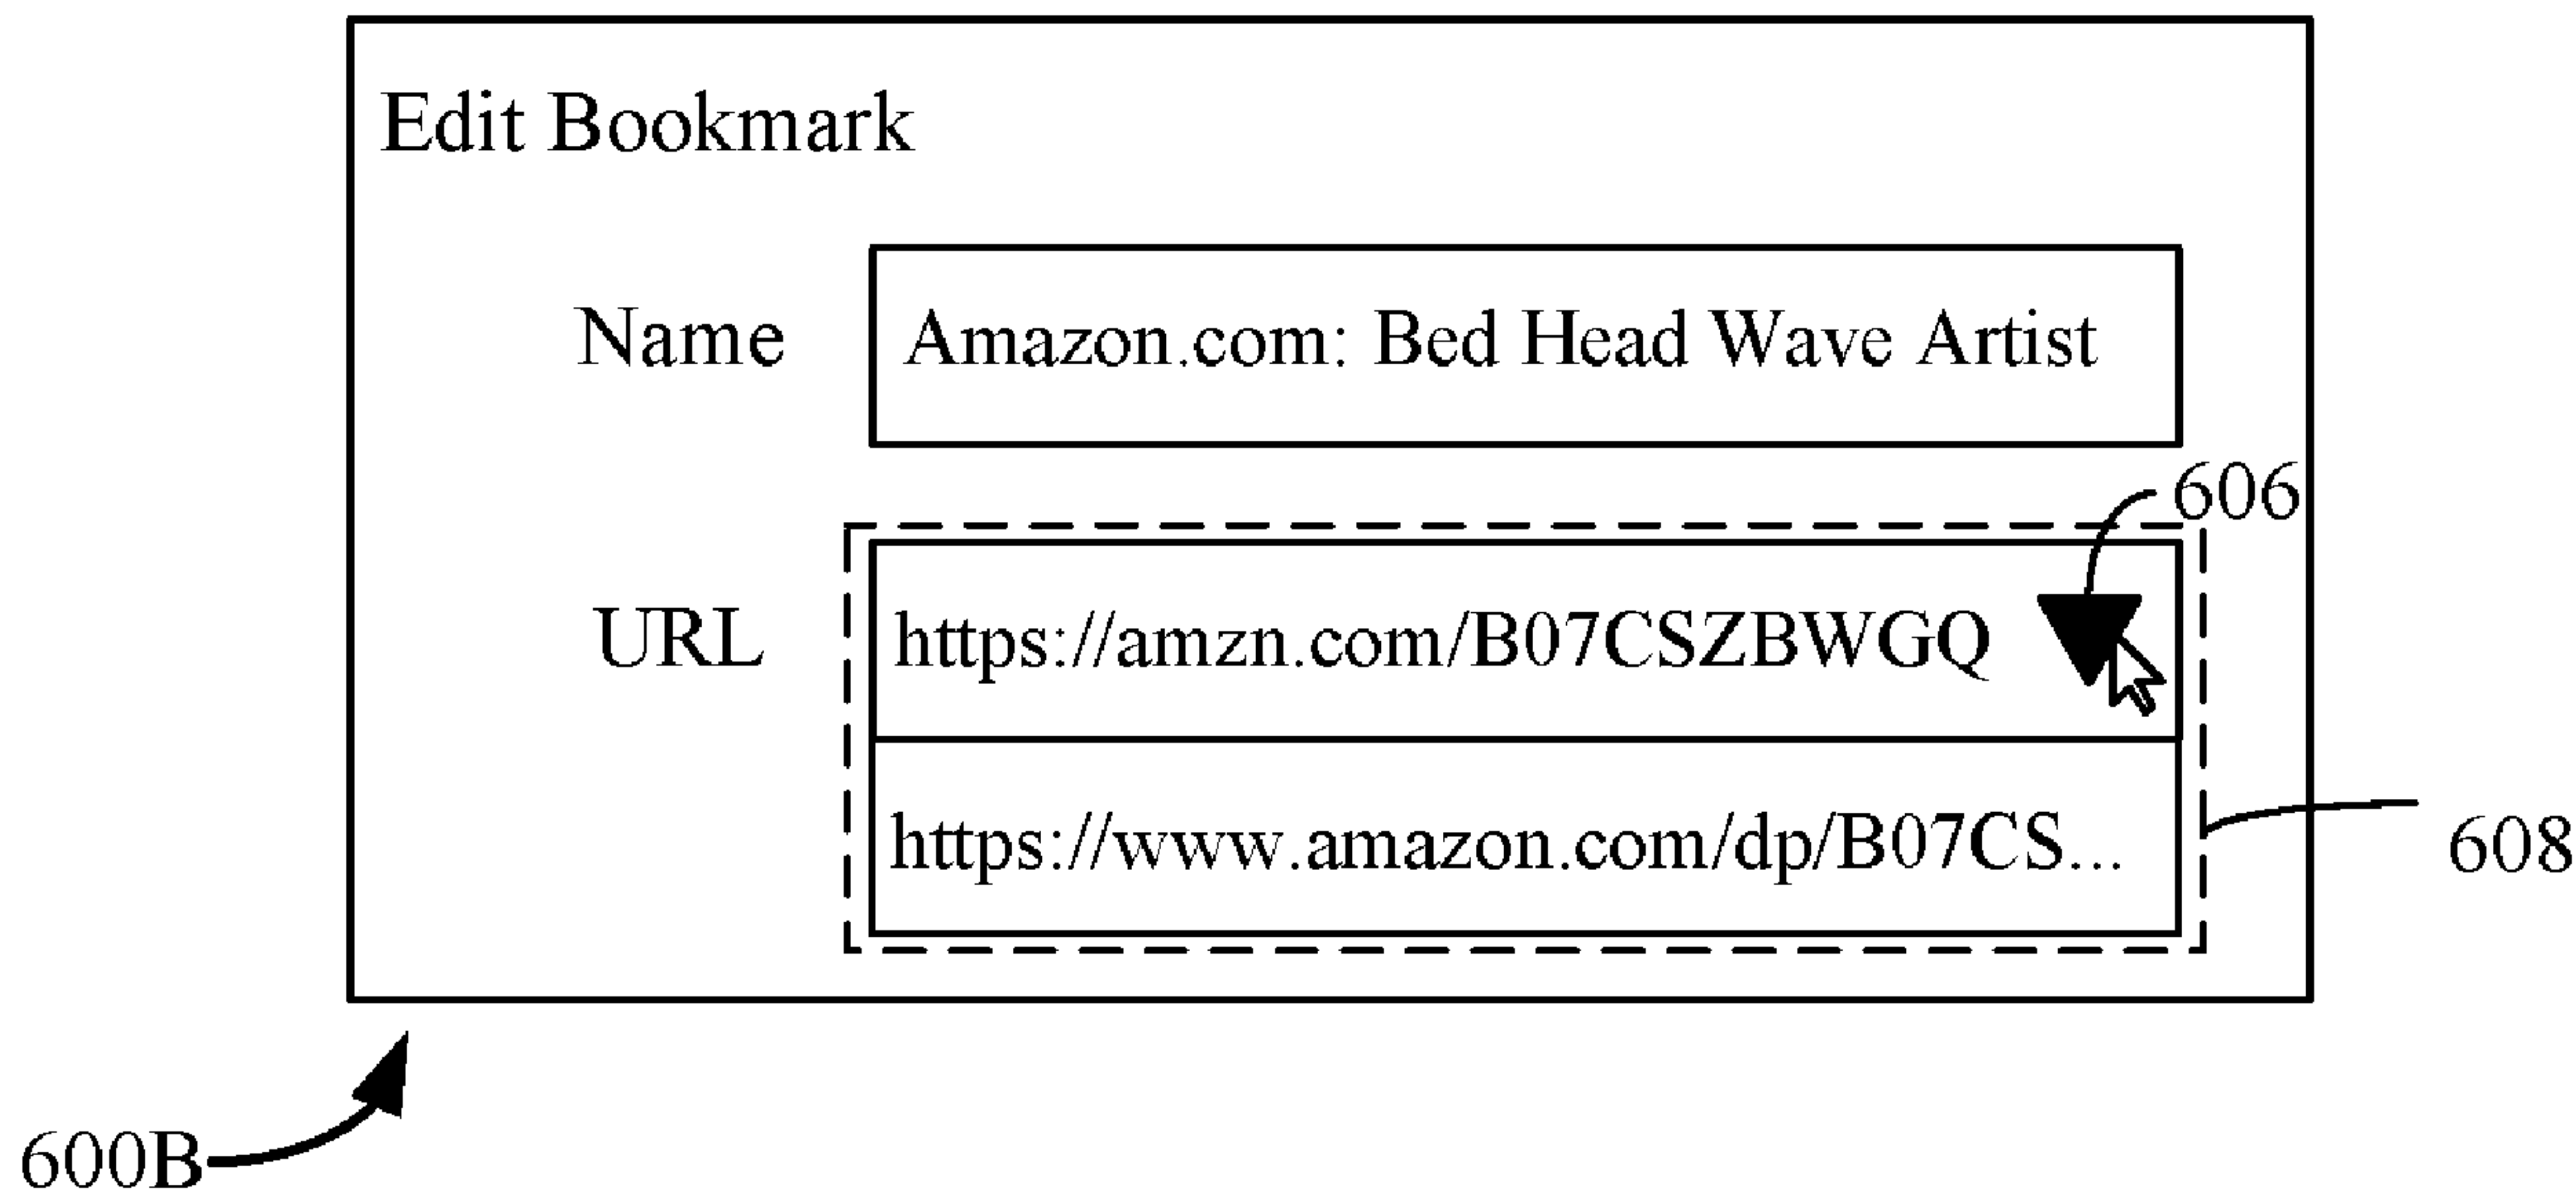 Edit Bookmark
Name Amazon.com: Bed Head Wave Artist
606
URL https://amzn.com/B07CSZBWGQ
https://www.amazon.com/dp/B07CS...
608
600B